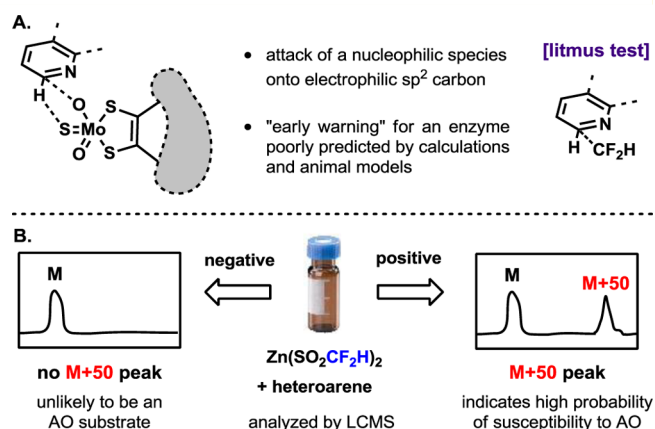 A.
N
H
O
S
S=Mo
O
S
• attack of a nucleophilic species
onto electrophilic sp² carbon
• "early warning" for an enzyme
poorly predicted by calculations
and animal models
[litmus test]
N
H
CF₂H
B.
M
no M+50 peak
unlikely to be an
AO substrate
negative
positive
Zn(SO₂CF₂H)₂
+ heteroarene
analyzed by LCMS
M
M+50
M+50 peak
indicates high probability
of susceptibility to AO